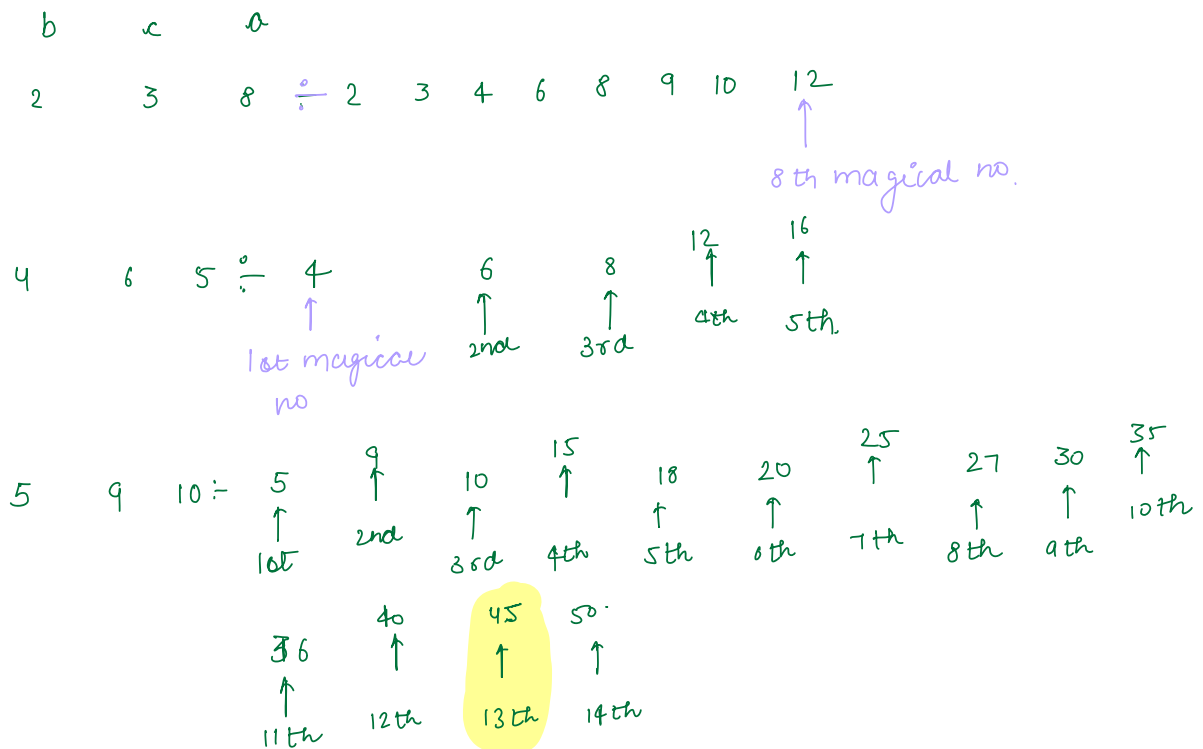 b c a
2 3 8 ÷ 2 3 4 6 8 9 10 12
8th magical no.
4 6 5 ÷ 4 6 8 12 16
1st magical no 2nd 3rd 4th 5th.
5 9 10 ÷ 5 9 10 15 18 20 25 27 30 35
1st 2nd 3rd 4th 5th 6th 7th 8th 9th 10th
36 40 45 50.
11th 12th 13th 14th